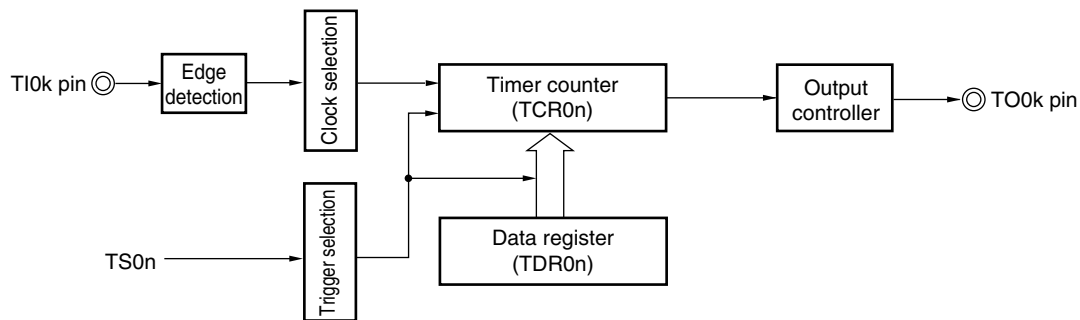 TI0k pin
Edge
detection
Clock selection
Timer counter
(TCR0n)
Output
controller
TO0k pin
TS0n
Trigger selection
Data register
(TDR0n)